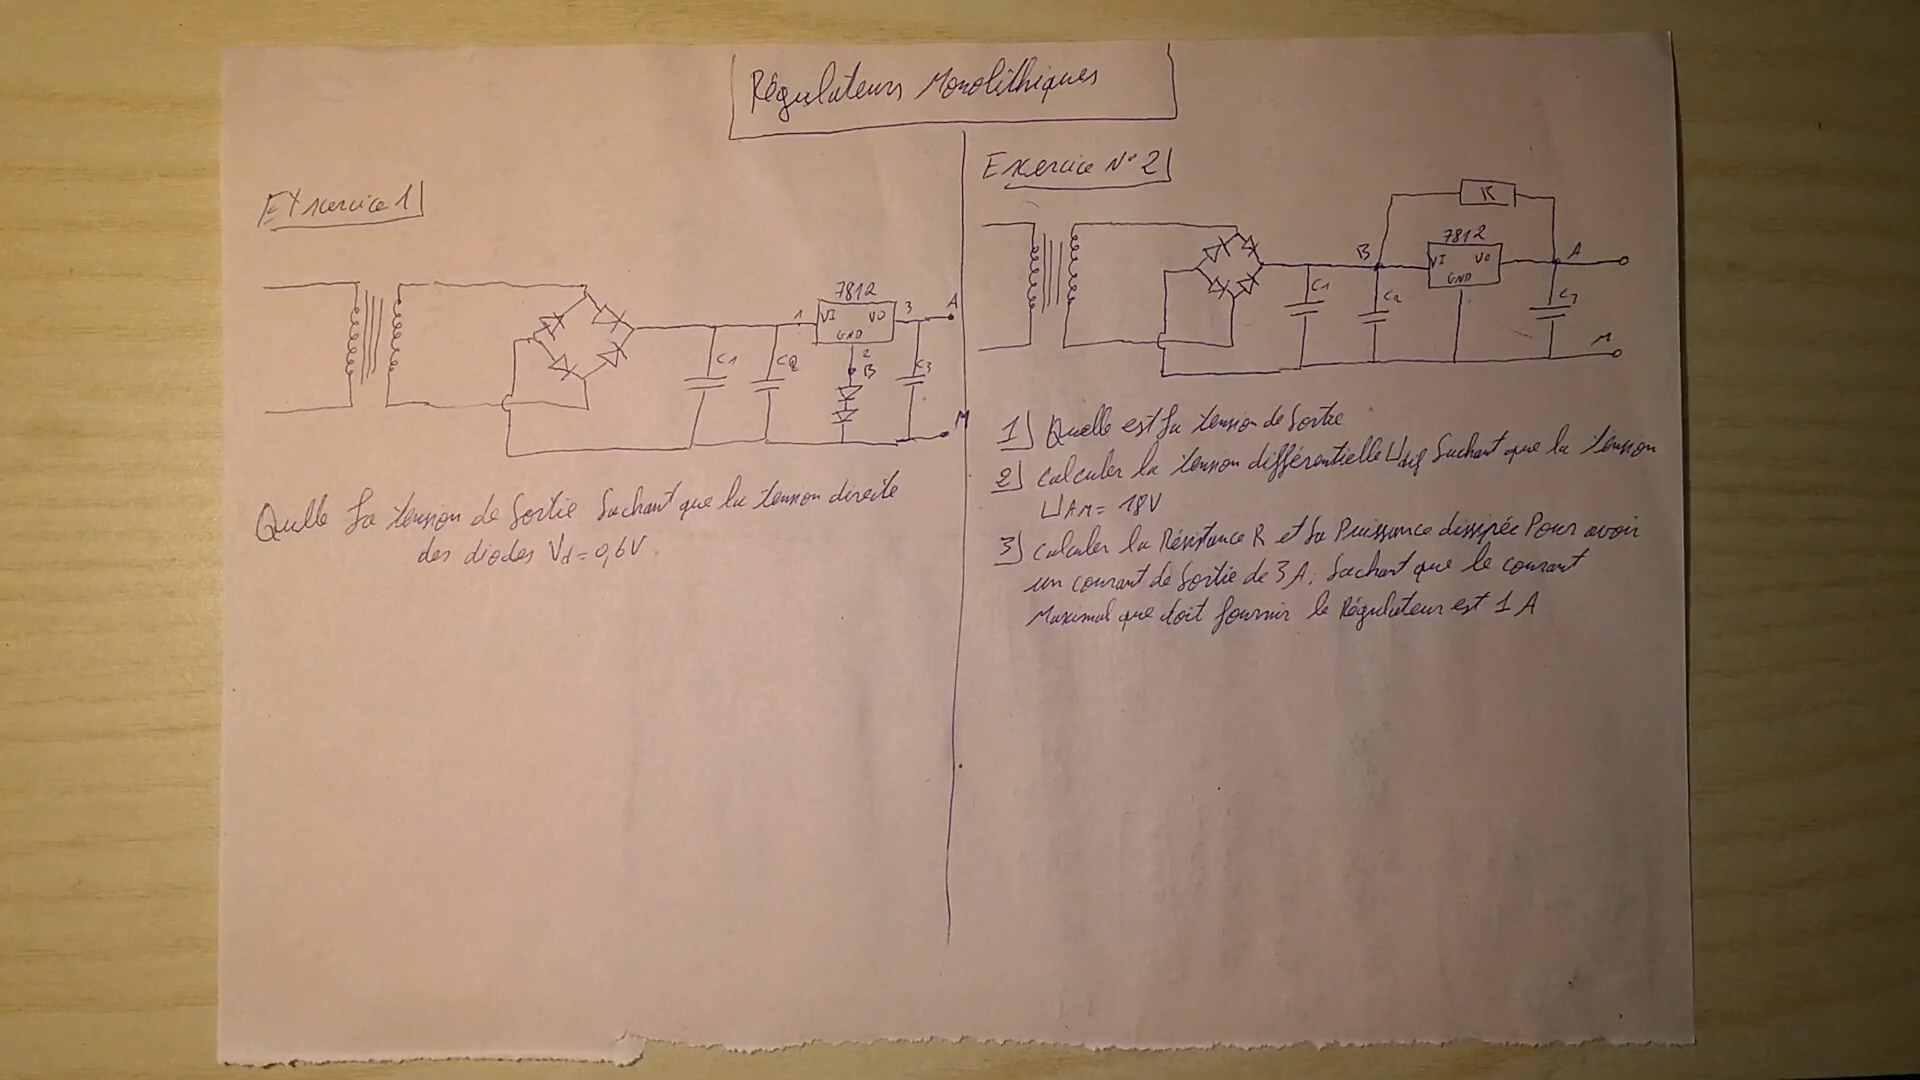 Régulateurs Monolithiques
EXercice 1
7812
1 VI VO 3 A
GND
2
B
C1 C2 C3
M
Quelle Sa tension de Sortie Sachant que la tension directe
des diodes Vd = 0,6V.
Exercice N° 2
R
7812
B VI VO A
GND
C1 C2 C3
M
1) Quelle est Sa tension de Sortie
2) Calculer la tension différentielle Udif Sachant que la tension
UAM = 18V
3) Calculer la Résistance R et Sa Puissance dissipée Pour avoir
un courant de Sortie de 3 A; Sachant que le courant
Maximal que doit fournir le Régulateur est 1 A